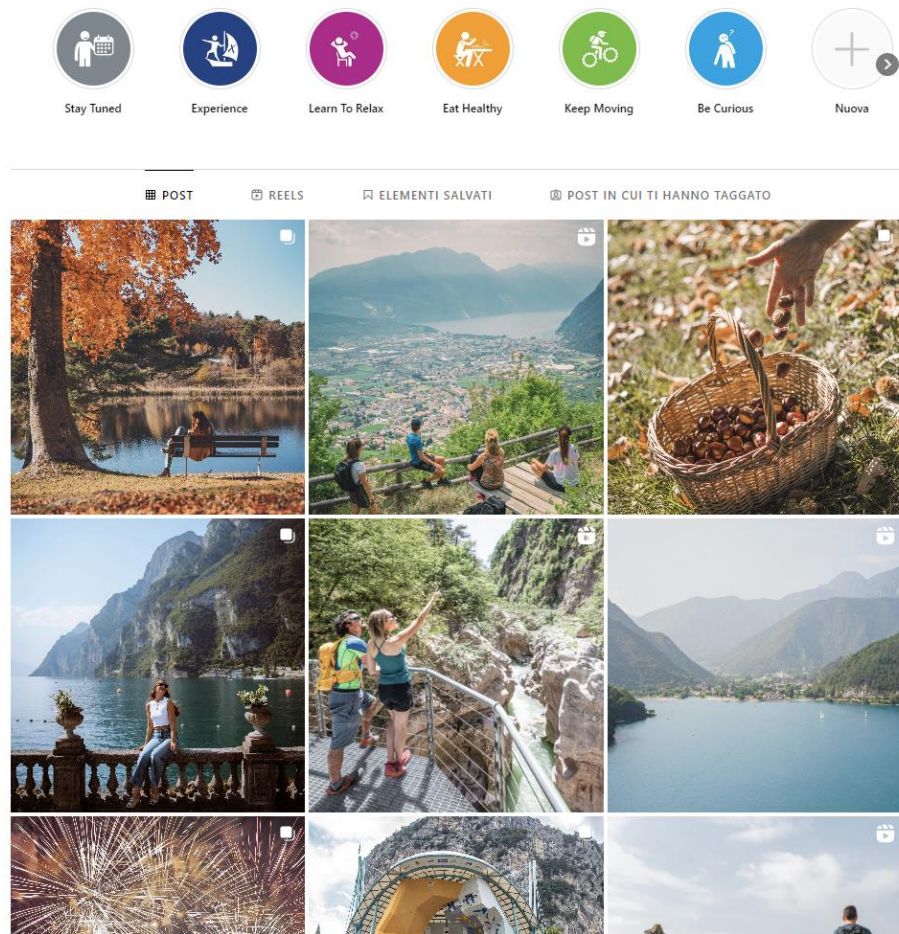 Stay Tuned
Experience
Learn To Relax
Eat Healthy
Keep Moving
Be Curious
Nuova
POST
REELS
ELEMENTI SALVATI
POST IN CUI TI HANNO TAGGATO